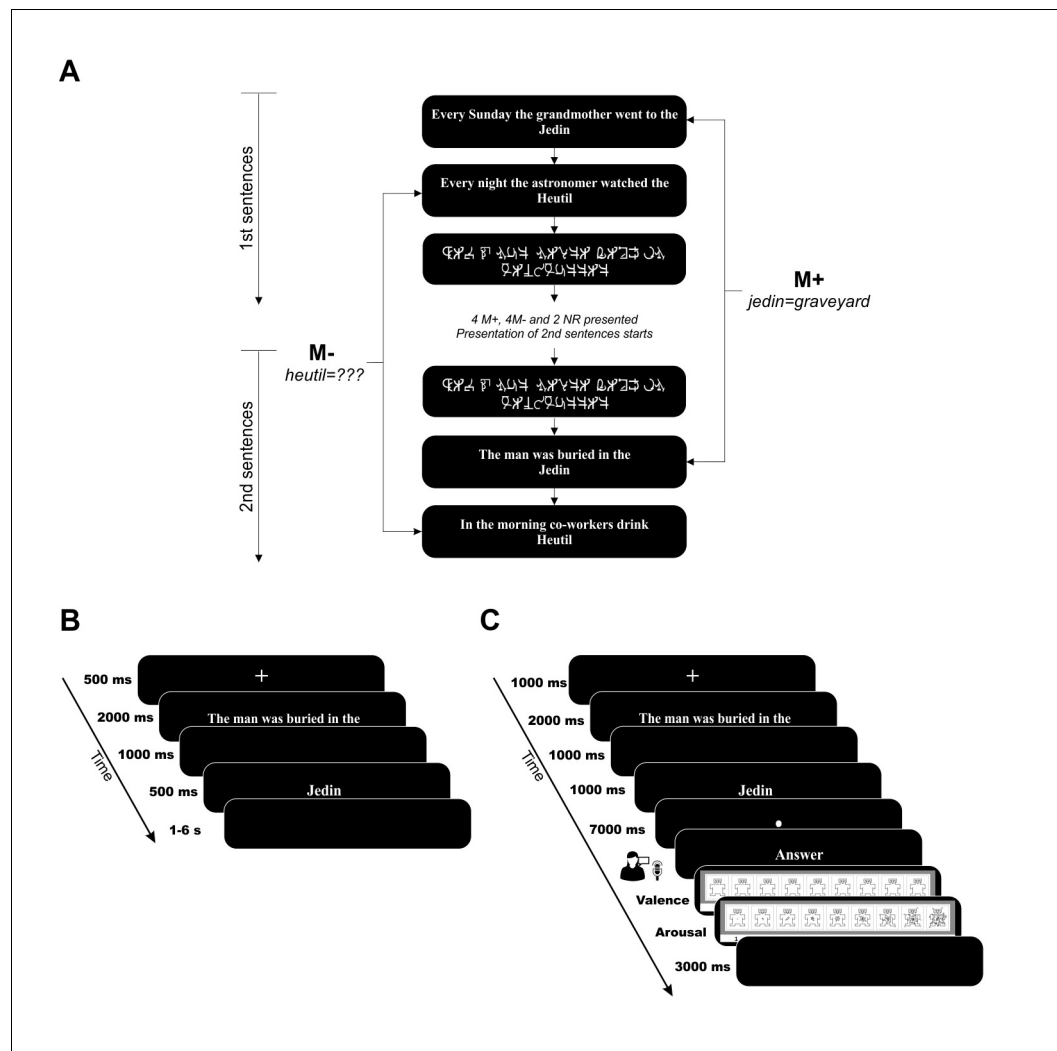 A
1st sentences
Every Sunday the grandmother went to the
Jedin
Every night the astronomer watched the
Heutil
4 M+, 4M- and 2 NR presented
Presentation of 2nd sentences starts
M+
jedin=graveyard
M-
heutil=???
2nd sentences
The man was buried in the
Jedin
In the morning co-workers drink
Heutil
B
Time
500 ms
+
2000 ms
The man was buried in the
1000 ms
500 ms
Jedin
1-6 s
C
Time
1000 ms
+
2000 ms
The man was buried in the
1000 ms
1000 ms
Jedin
7000 ms
Answer
Valence
Arousal
3000 ms